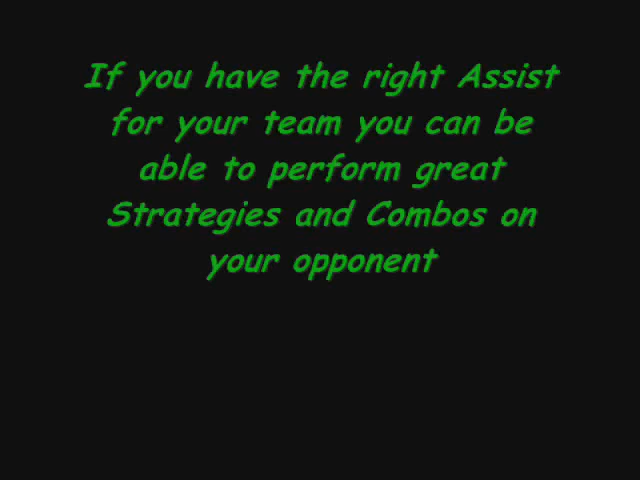 If you have the right Assist
for your team you can be
able to perform great
Strategies and Combos on
your opponent